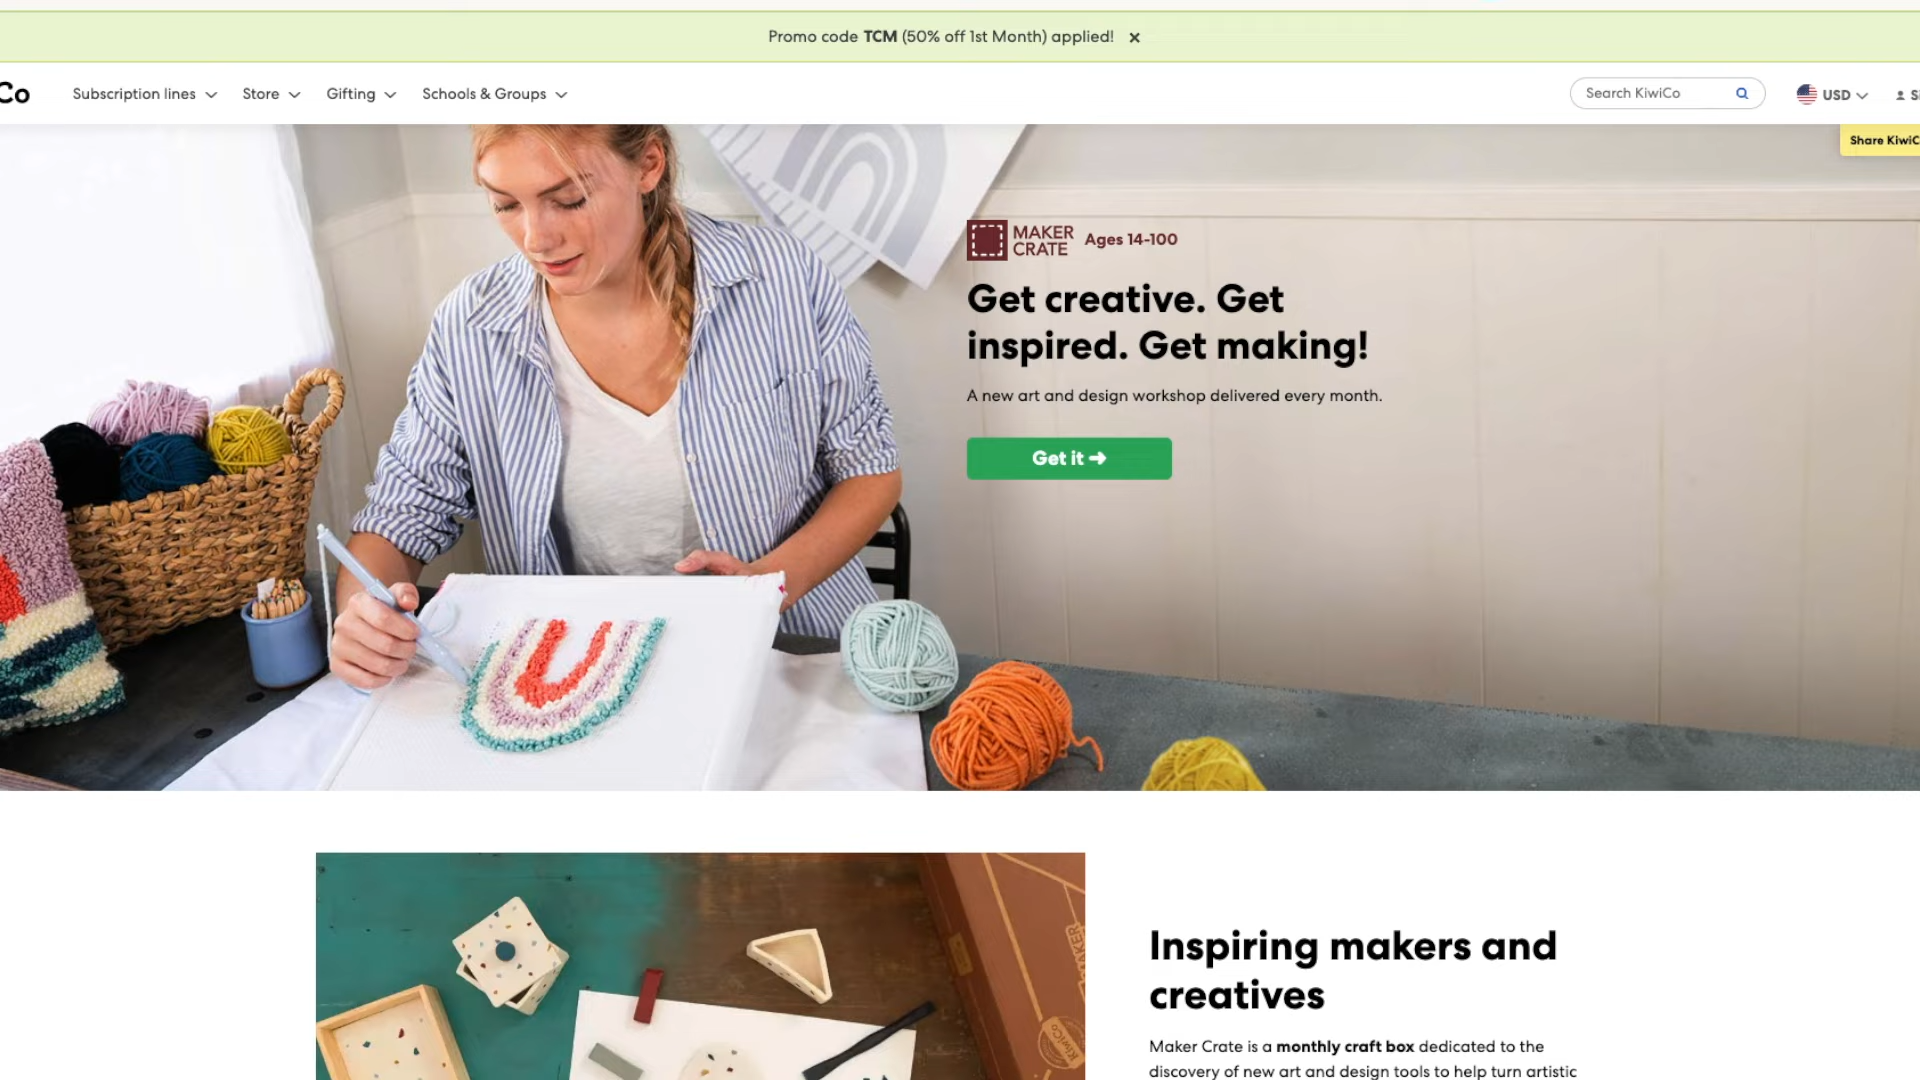 Promo code TCM (50% off 1st Month) applied! ×
Co
Subscription lines
Store
Gifting
Schools & Groups
Search KiwiCo
USD
Share KiwiC
MAKER
CRATE
Ages 14-100
Get creative. Get
inspired. Get making!
A new art and design workshop delivered every month.
Get it ➜
Inspiring makers and
creatives
Maker Crate is a monthly craft box dedicated to the
discovery of new art and design tools to help turn artistic
KiwiCo